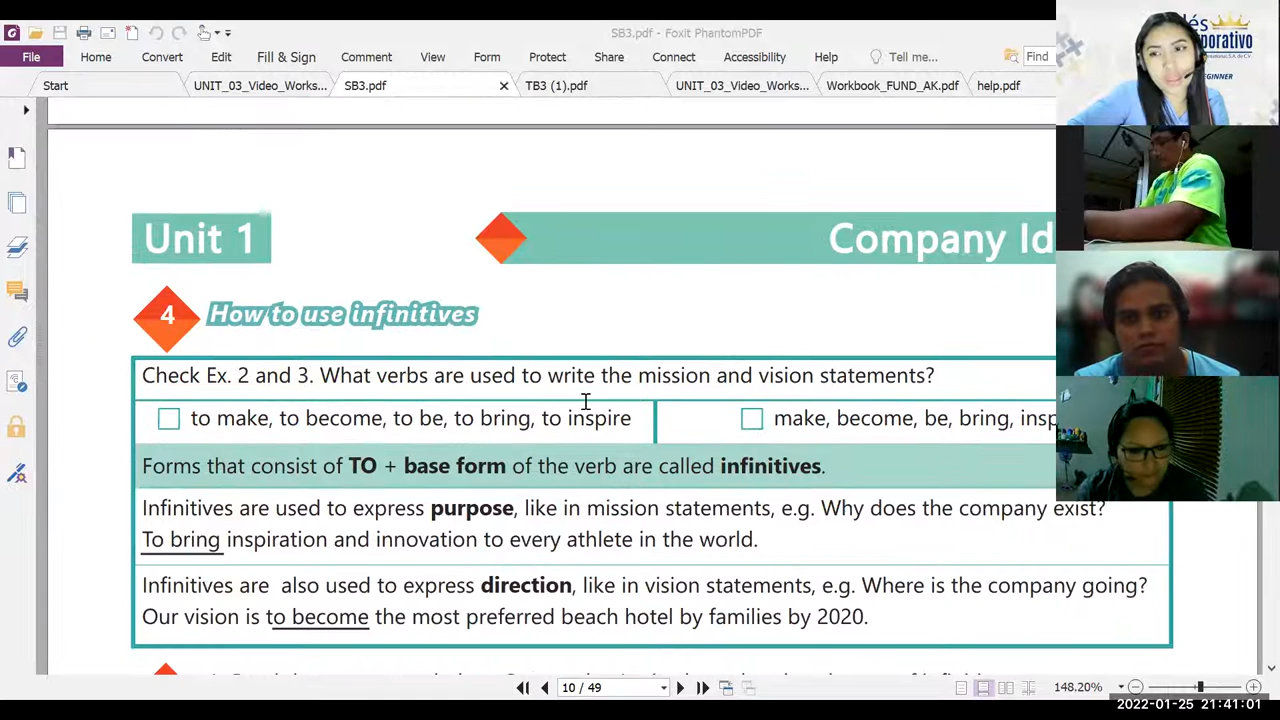 SB3.pdf - Foxit PhantomPDF
File Home Convert Edit Fill & Sign Comment View Form Protect Share Connect Accessibility Help Tell me... Find
Start UNIT_03_Video_Works... SB3.pdf TB3 (1).pdf UNIT_03_Video_Works... Workbook_FUND_AK.pdf help.pdf
Unit 1
Company Id
4 How to use infinitives
Check Ex. 2 and 3. What verbs are used to write the mission and vision statements?
to make, to become, to be, to bring, to inspire
make, become, be, bring, insp
Forms that consist of TO + base form of the verb are called infinitives.
Infinitives are used to express purpose, like in mission statements, e.g. Why does the company exist?
To bring inspiration and innovation to every athlete in the world.
Infinitives are also used to express direction, like in vision statements, e.g. Where is the company going?
Our vision is to become the most preferred beach hotel by families by 2020.
10 / 49
148.20%
2022-01-25 21:41:01